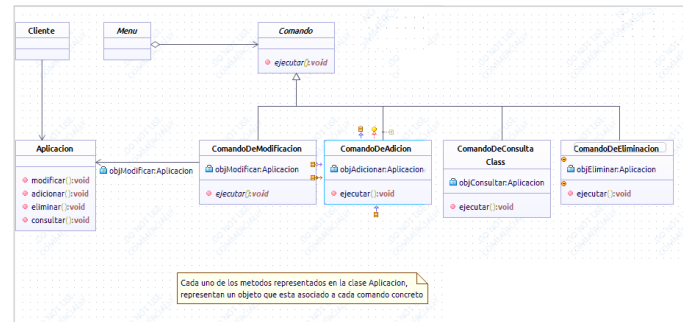 Cliente
Menu
Comando
ejecutar():void
Aplicacion
modificar():void
adicionar():void
eliminar():void
consultar():void
objModificar:Aplicacion
ComandoDeModificacion
objModificar:Aplicacion
ejecutar():void
ComandoDeAdicion
objAdicionar:Aplicacion
ejecutar():void
ComandoDeConsulta
Class
objConsultar:Aplicacion
ejecutar():void
ComandoDeEliminacion
objEliminar:Aplicacion
ejecutar():void
Cada uno de los metodos representados en la clase Aplicacion,
representan un objeto que esta asociado a cada comando concreto